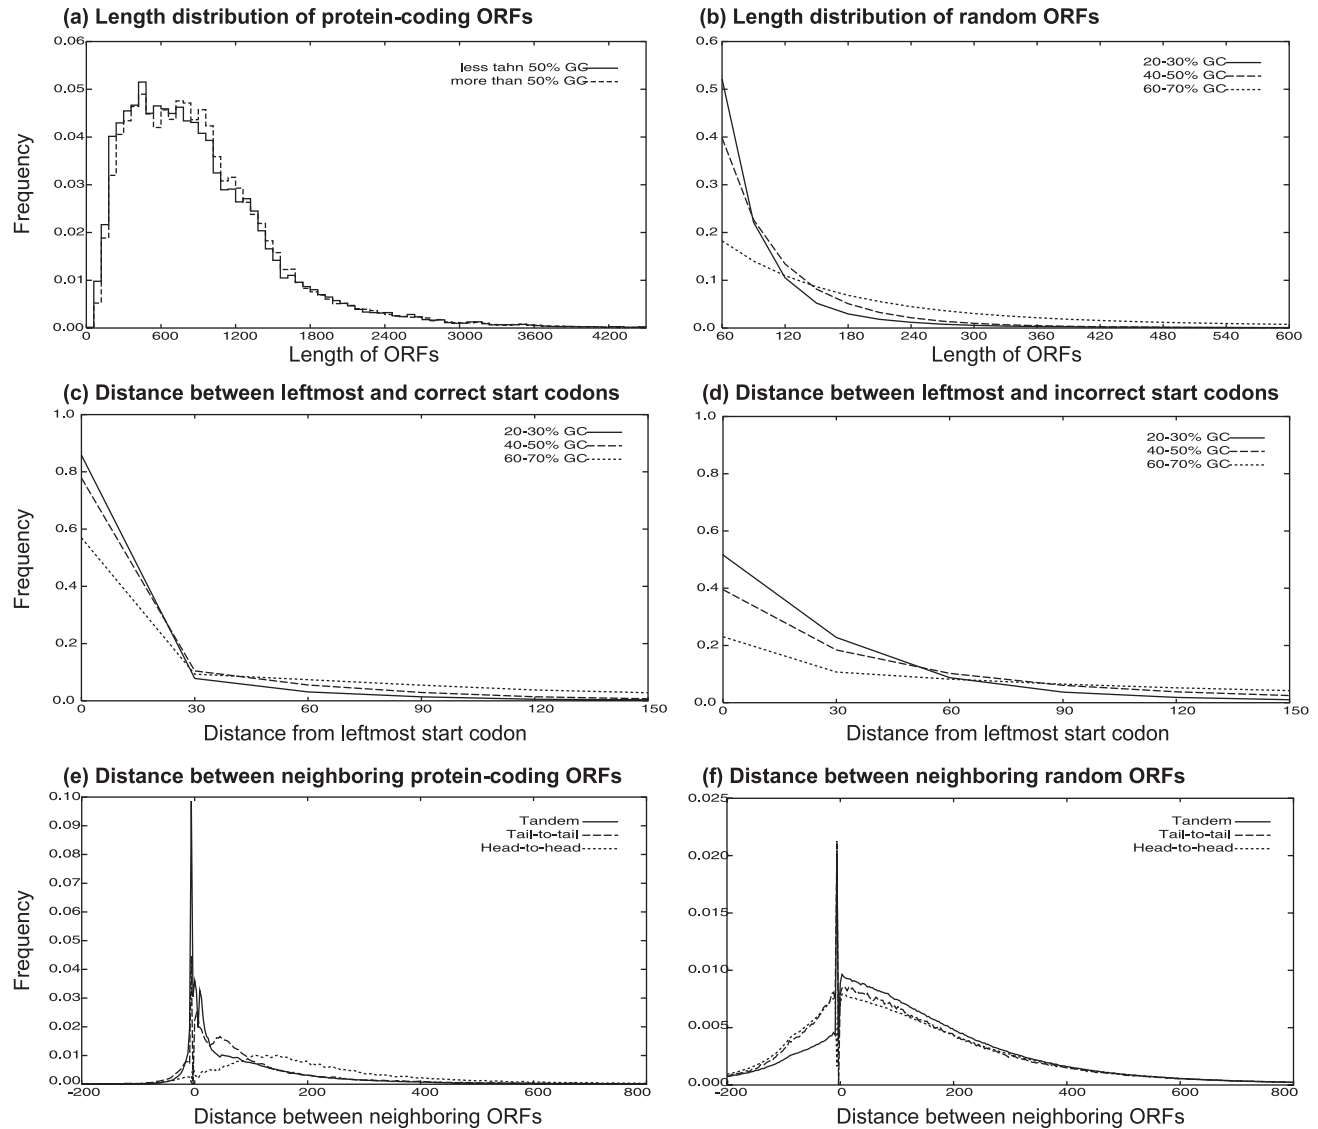 (a) Length distribution of protein-coding ORFs
0.06
0.05
0.04
0.03
0.02
0.01
0.00
Frequency
less tahn 50% GC
more than 50% GC
0 600 1200 1800 2400 3000 3600 4200
Length of ORFs
(b) Length distribution of random ORFs
0.6
0.5
0.4
0.3
0.2
0.1
0.0
20-30% GC
40-50% GC
60-70% GC
60 120 180 240 300 360 420 480 540 600
Length of ORFs
(c) Distance between leftmost and correct start codons
1.0
0.8
0.6
0.4
0.2
0.0
Frequency
20-30% GC
40-50% GC
60-70% GC
0 30 60 90 120 150
Distance from leftmost start codon
(d) Distance between leftmost and incorrect start codons
1.0
0.8
0.6
0.4
0.2
0.0
20-30% GC
40-50% GC
60-70% GC
0 30 60 90 120 150
Distance from leftmost start codon
(e) Distance between neighboring protein-coding ORFs
0.10
0.09
0.08
0.07
0.06
0.05
0.04
0.03
0.02
0.01
0.00
Frequency
Tandem
Tail-to-tail
Head-to-head
-200 0 200 400 600 800
Distance between neighboring ORFs
(f) Distance between neighboring random ORFs
0.025
0.020
0.015
0.010
0.005
0.000
Tandem
Tail-to-tail
Head-to-head
-200 0 200 400 600 800
Distance between neighboring ORFs